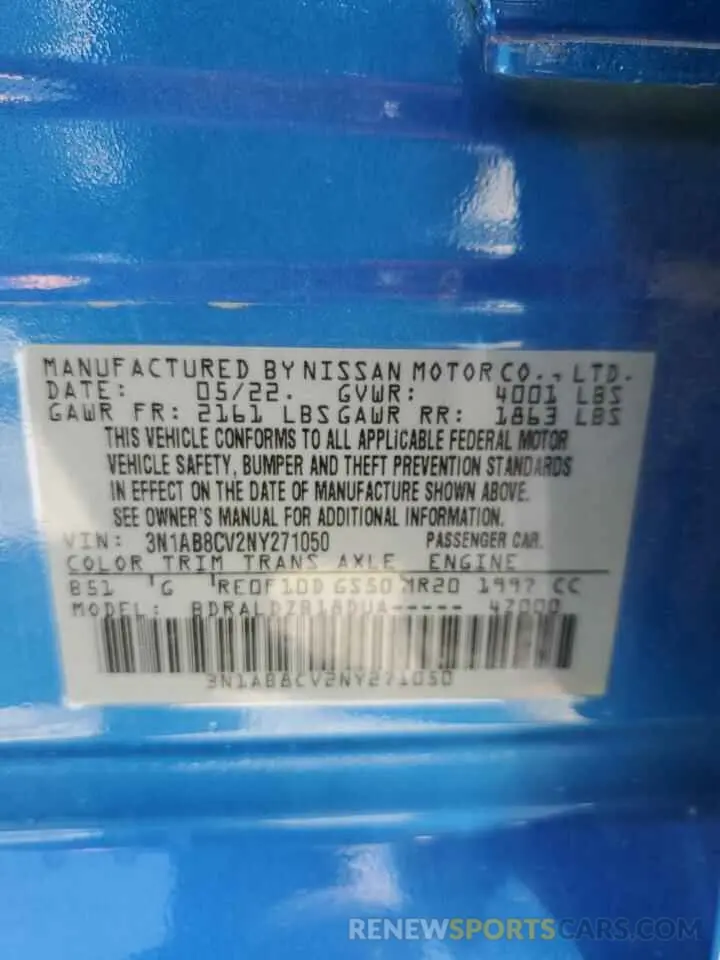 MANUFACTURED BY NISSAN MOTOR CO., LTD.
DATE: 05/22. GVWR: 4001 LBS
GAWR FR: 2161 LBS GAWR RR: 1863 LBS
THIS VEHICLE CONFORMS TO ALL APPLICABLE FEDERAL MOTOR
VEHICLE SAFETY, BUMPER AND THEFT PREVENTION STANDARDS
IN EFFECT ON THE DATE OF MANUFACTURE SHOWN ABOVE.
SEE OWNER'S MANUAL FOR ADDITIONAL INFORMATION.
VIN: 3N1AB8CV2NY271050 PASSENGER CAR.
COLOR TRIM TRANS AXLE ENGINE
B51 G RE0F10D GS50 MR20 1997 CC
MODEL: 42000
3N1AB8CV2NY271050
RENEWSPORTSCARS.COM